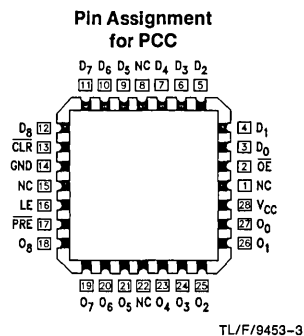 Pin Assignment
for PCC
D7 D6 D5 NC D4 D3 D2
11 10 9 8 7 6 5
D8 12
CLR 13
GND 14
NC 15
LE 16
PRE 17
O8 18
4 D1
3 D0
2 OE
1 NC
28 VCC
27 O0
26 O1
19 20 21 22 23 24 25
O7 O6 O5 NC O4 O3 O2
TL/F/9453–3